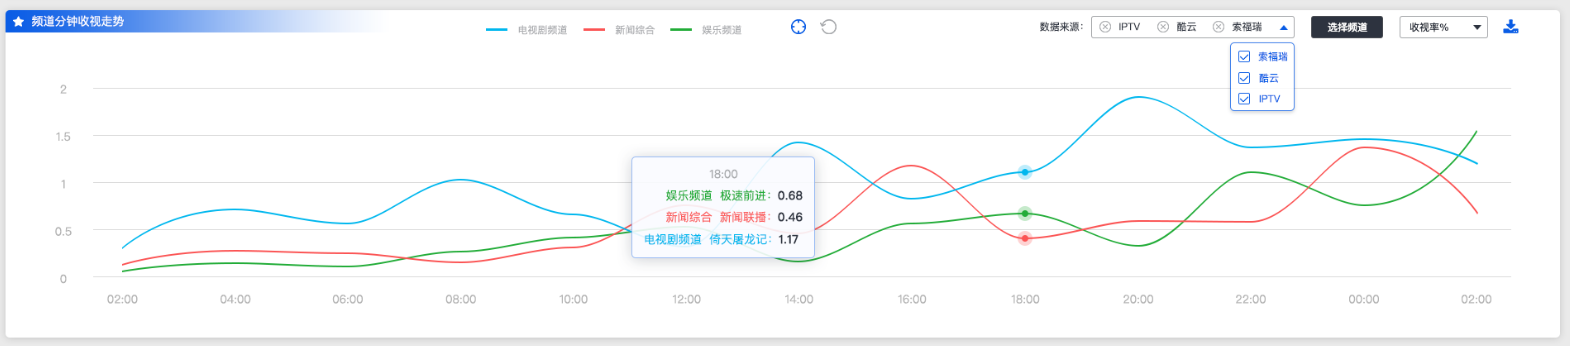 频道分钟收视走势
电视剧频道 新闻综合 娱乐频道
数据来源： IPTV 酷云 索福瑞 选择频道 收视率%
索福瑞
酷云
IPTV
2
1.5
1
0.5
0
18:00
娱乐频道 极速前进：0.68
新闻综合 新闻联播：0.46
电视剧频道 倚天屠龙记：1.17
02:00 04:00 06:00 08:00 10:00 12:00 14:00 16:00 18:00 20:00 22:00 00:00 02:00